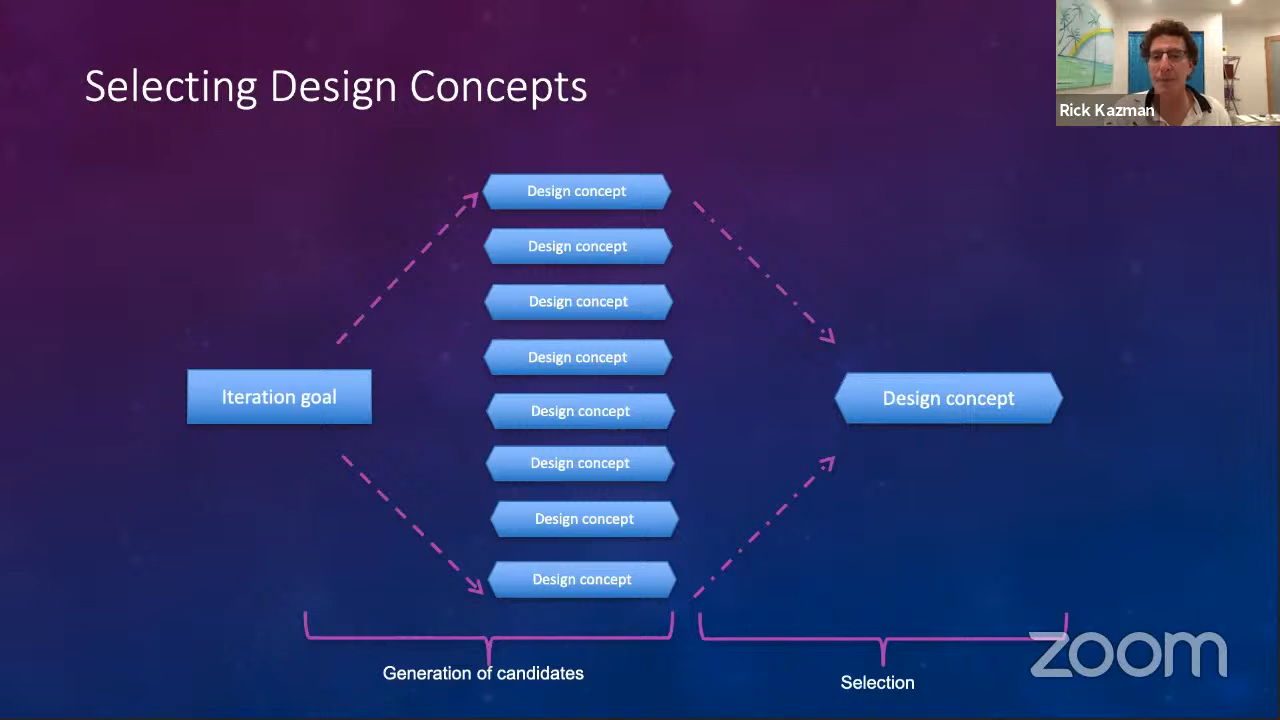 Selecting Design Concepts
Rick Kazman
Design concept
Design concept
Design concept
Design concept
Iteration goal
Design concept
Design concept
Design concept
Design concept
Design concept
Generation of candidates
Selection
zoom